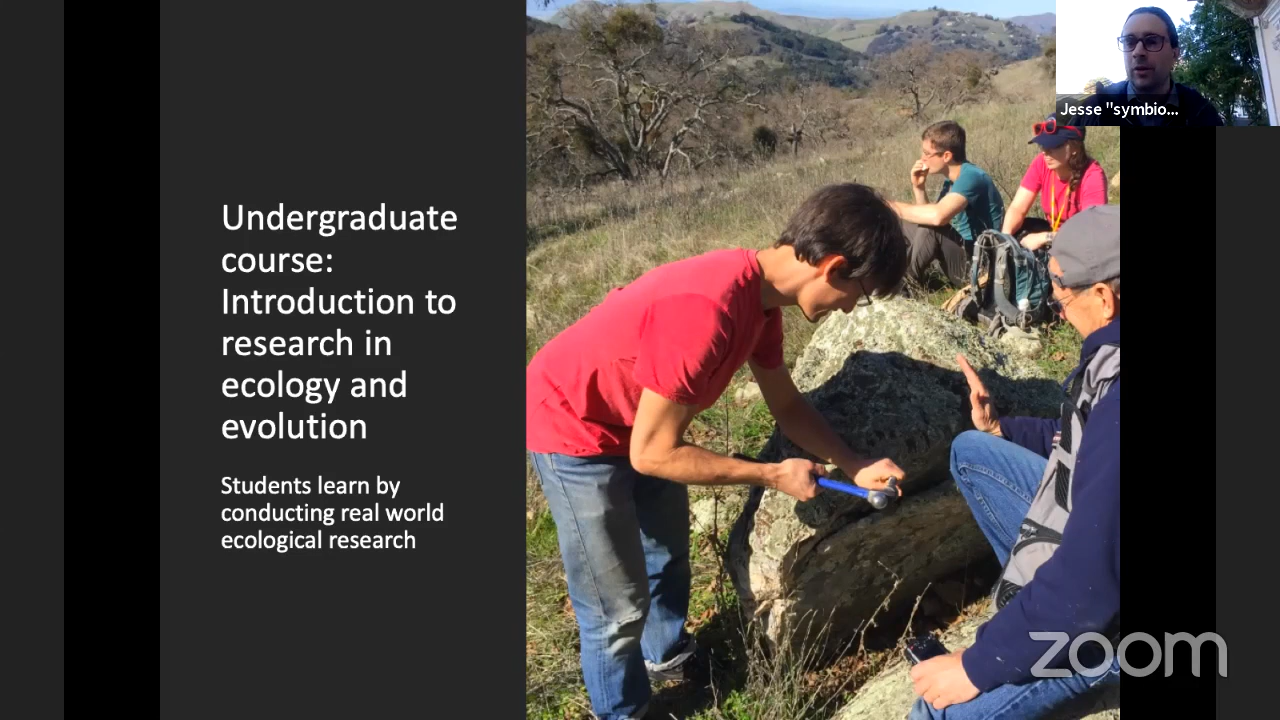 Jesse "symbio...
Undergraduate
course:
Introduction to
research in
ecology and
evolution
Students learn by
conducting real world
ecological research
zoom